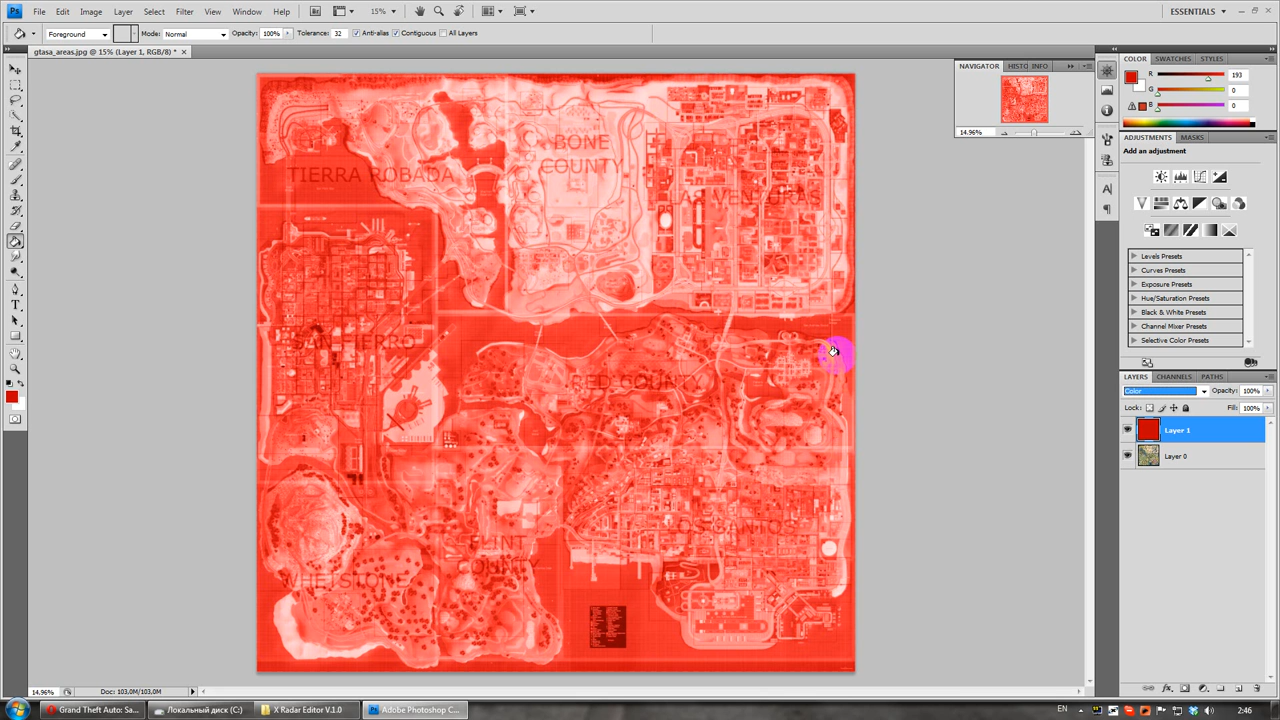 Ps File Edit Image Layer Select Filter View Window Help Br 15% ESSENTIALS
Foreground Mode: Normal Opacity: 100% Tolerance: 32 Anti-alias Contiguous All Layers
gtasa_areas.jpg @ 15% (Layer 1, RGB/8) *
NAVIGATOR HISTO INFO
14.96%
COLOR SWATCHES STYLES
R 193
G 0
B 0
ADJUSTMENTS MASKS
Add an adjustment
Levels Presets
Curves Presets
Exposure Presets
Hue/Saturation Presets
Black & White Presets
Channel Mixer Presets
Selective Color Presets
LAYERS CHANNELS PATHS
Color Opacity: 100%
Lock: Fill: 100%
Layer 1
Layer 0
BONE
COUNTY
TIERRA ROBADA
LAS VENTURAS
SAN FIERRO
RED COUNTY
LOS SANTOS
FLINT
COUNTY
WHETSTONE
14.96% Doc: 103,0M/103,0M
Grand Theft Auto: Sa... Локальный диск (C:) X Radar Editor V.1.0 Adobe Photoshop C... EN 2:46